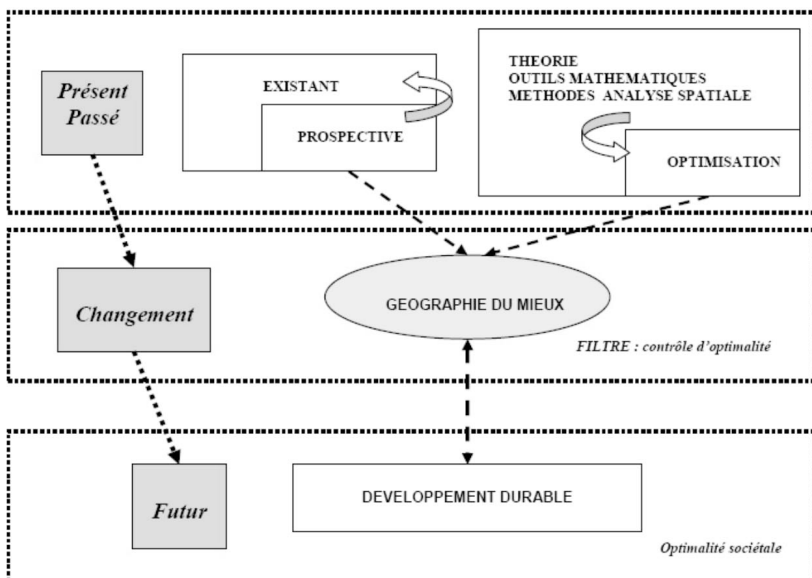 Présent
Passé
EXISTANT
PROSPECTIVE
THEORIE
OUTILS MATHEMATIQUES
METHODES ANALYSE SPATIALE
OPTIMISATION
Changement
GEOGRAPHIE DU MIEUX
FILTRE : contrôle d'optimalité
Futur
DEVELOPPEMENT DURABLE
Optimalité sociétale